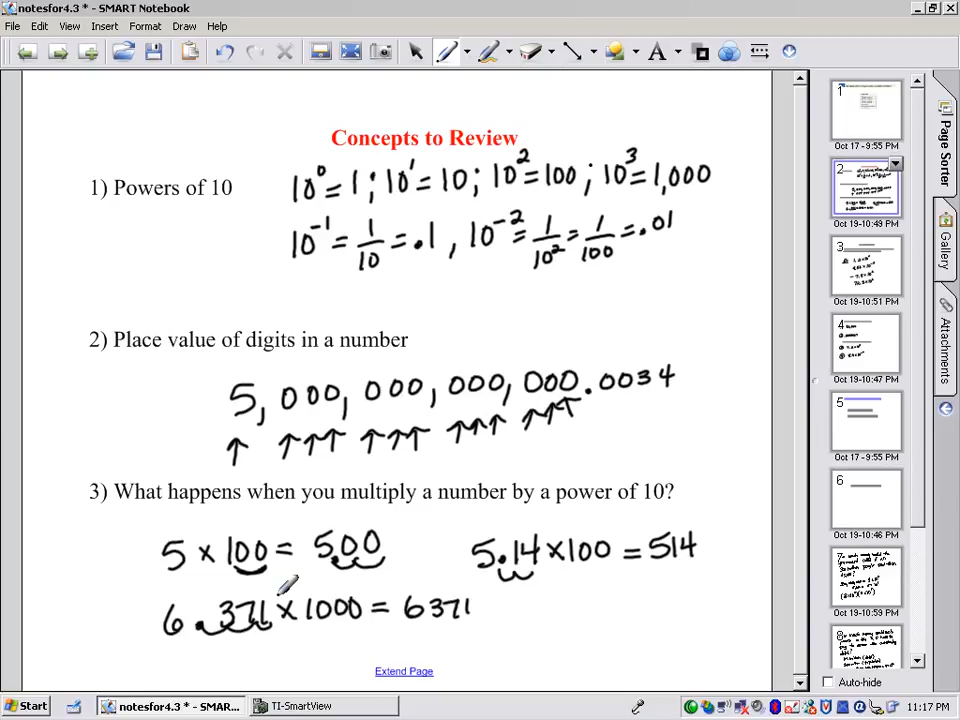 notesfor4.3 * - SMART Notebook
File Edit View Insert Format Draw Help
Concepts to Review
1) Powers of 10
10⁰ = 1 ; 10¹ = 10 ; 10² = 100 ; 10³ = 1,000
10⁻¹ = 1/10 = .1 , 10⁻² = 1/10² = 1/100 = .01
2) Place value of digits in a number
5,000,000,000,000.0034
3) What happens when you multiply a number by a power of 10?
5 × 100 = 500
5.14 × 100 = 514
6.371 × 1000 = 6371
Extend Page
1
Oct 17 - 9:55 PM
2
Oct 19 -10:49 PM
3
Oct 19 -10:51 PM
4
Oct 19 -10:47 PM
5
Oct 17 - 9:55 PM
6
Oct 19 -10:59 PM
Page Sorter
Gallery
Attachments
Auto-hide
Start
notesfor4.3 * - SMAR...
TI-SmartView
11:17 PM